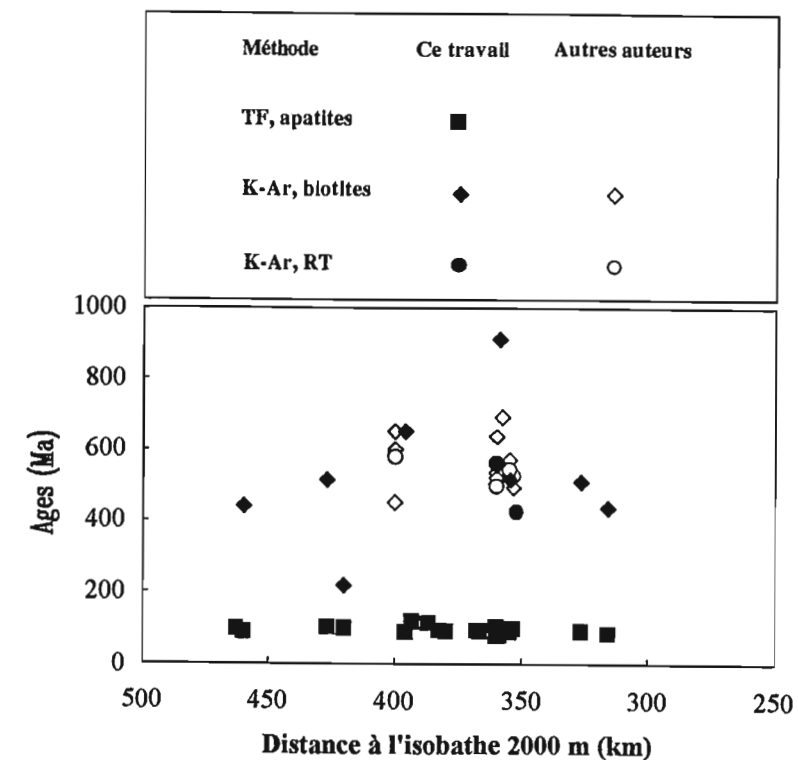 Méthode Ce travail Autres auteurs
TF, apatites
K-Ar, biotites
K-Ar, RT
1000
800
600
400
200
0
Ages (Ma)
500 450 400 350 300 250
Distance à l'isobathe 2000 m (km)